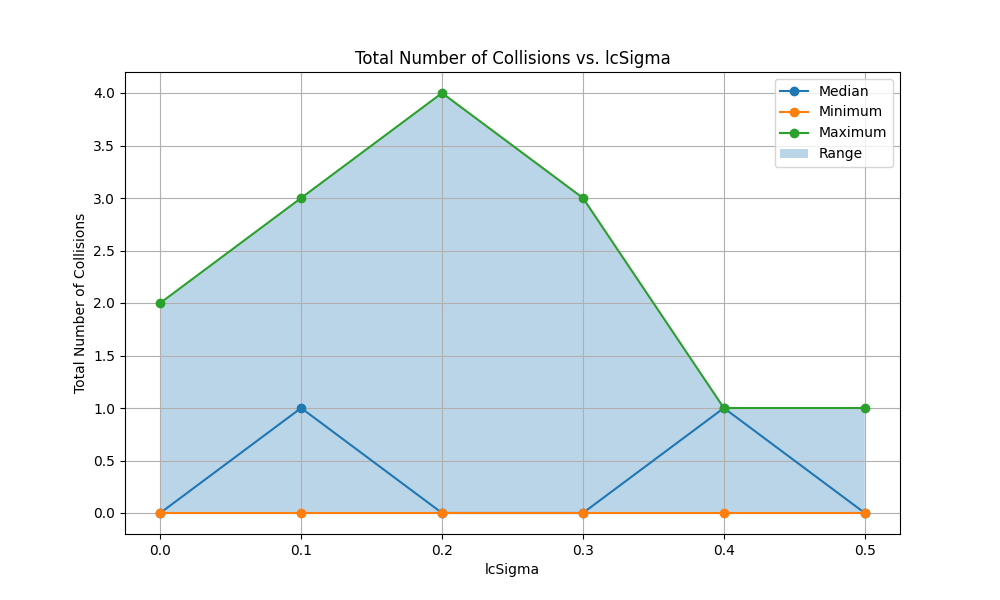 Total Number of Collisions vs. lcSigma
Median
Minimum
Maximum
Range
Total Number of Collisions
4.0
3.5
3.0
2.5
2.0
1.5
1.0
0.5
0.0
0.0 0.1 0.2 0.3 0.4 0.5
lcSigma